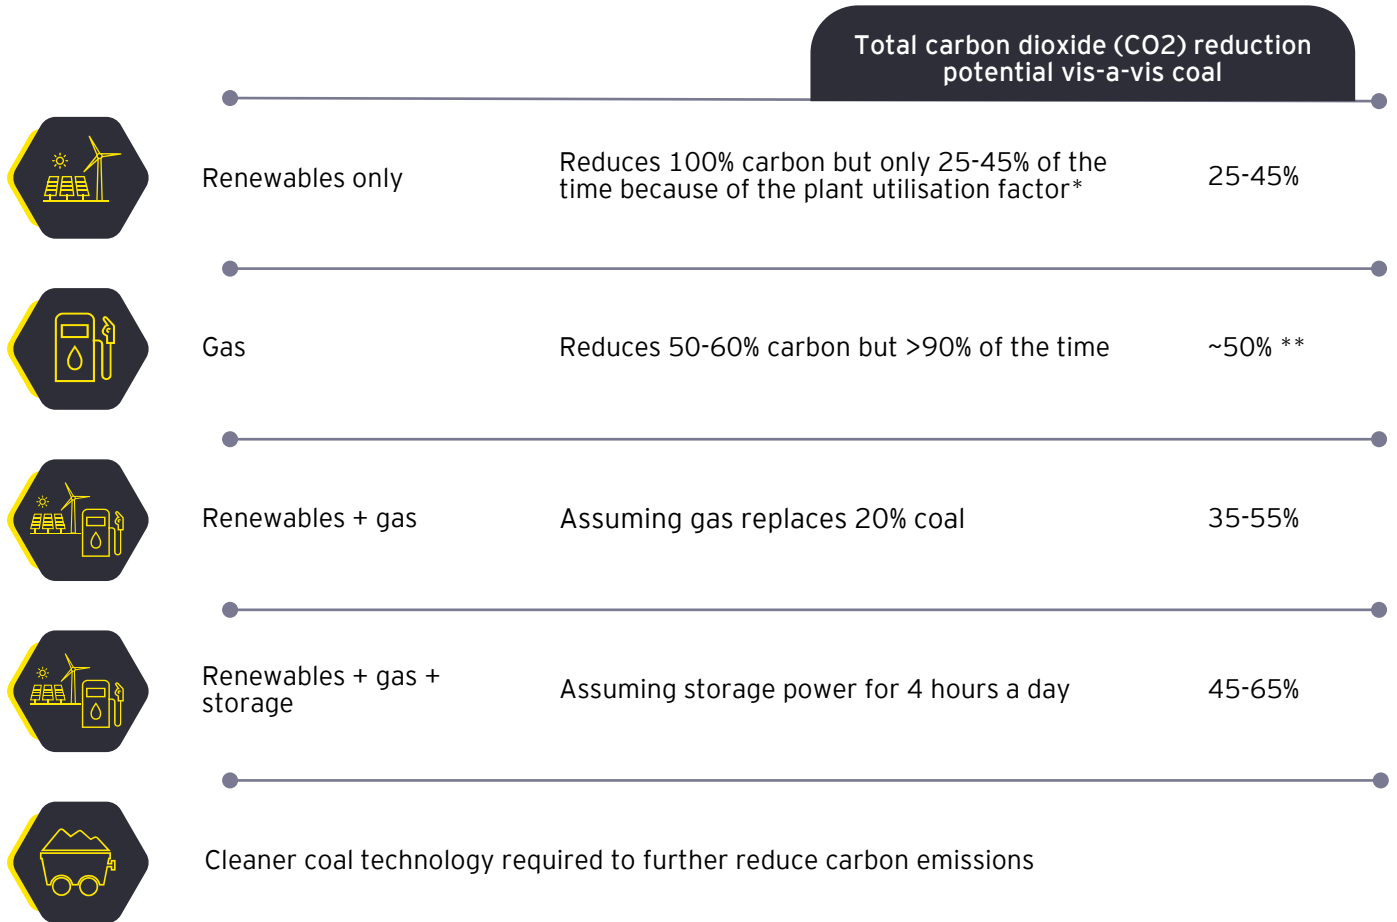 Total carbon dioxide (CO2) reduction
potential vis-a-vis coal
Renewables only
Reduces 100% carbon but only 25-45% of the
time because of the plant utilisation factor*
25-45%
Gas
Reduces 50-60% carbon but >90% of the time
~50% **
Renewables + gas
Assuming gas replaces 20% coal
35-55%
Renewables + gas +
storage
Assuming storage power for 4 hours a day
45-65%
Cleaner coal technology required to further reduce carbon emissions